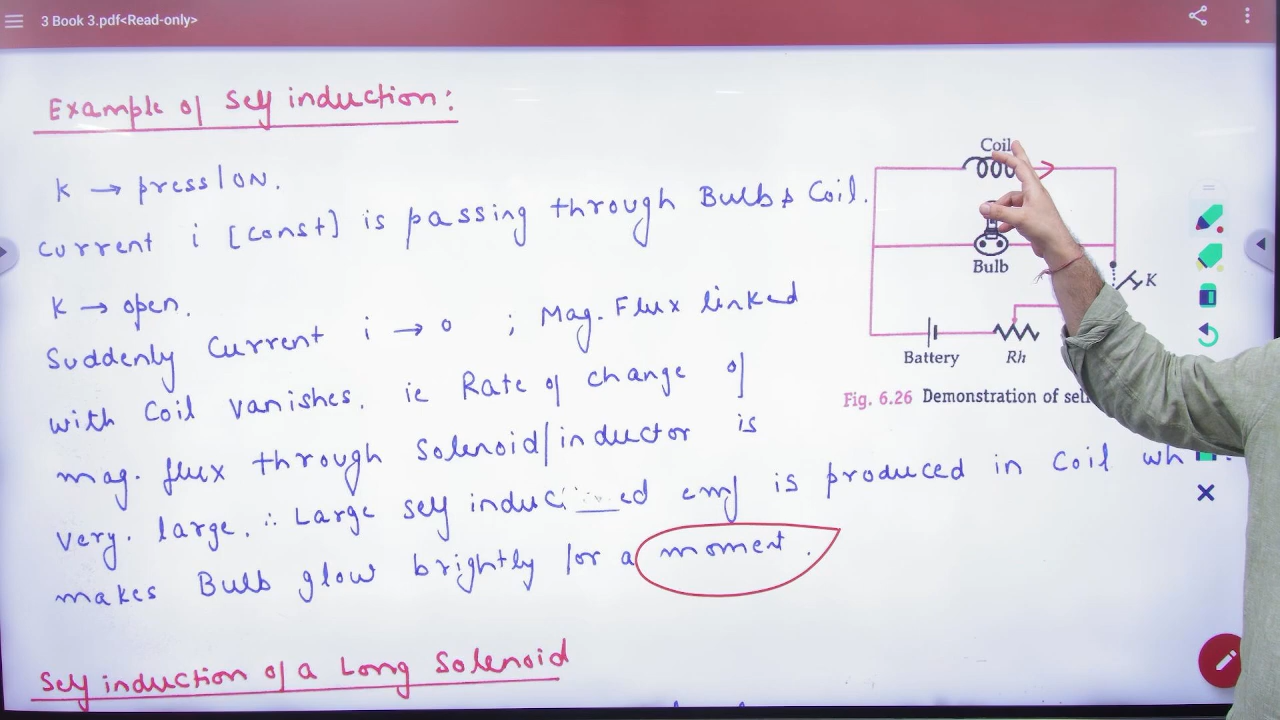 3 Book 3.pdf<Read-only>
Example of Self induction:
K → press/ON.
Current i [const] is passing through Bulb & Coil.
K → open.
Suddenly Current i → 0 ; Mag. Flux linked
with Coil vanishes. ie Rate of change of
mag. flux through Solenoid/inductor is
very. large. ∴ Large self induc ed emf is produced in Coil wh
makes Bulb glow brightly for a moment.
Self induction of a Long Solenoid
Coil
Bulb
K
Battery
Rh
Fig. 6.26 Demonstration of sel